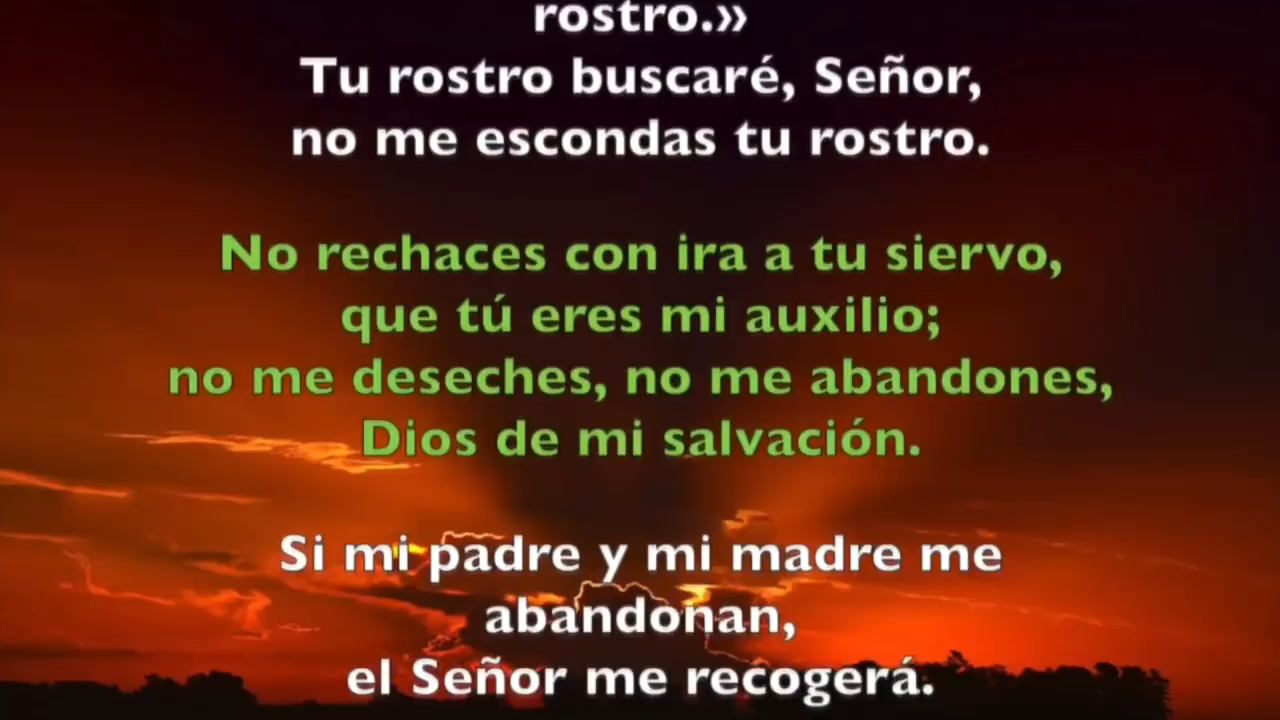 rostro.»
Tu rostro buscaré, Señor,
no me escondas tu rostro.
No rechaces con ira a tu siervo,
que tú eres mi auxilio;
no me deseches, no me abandones,
Dios de mi salvación.
Si mi padre y mi madre me
abandonan,
el Señor me recogerá.